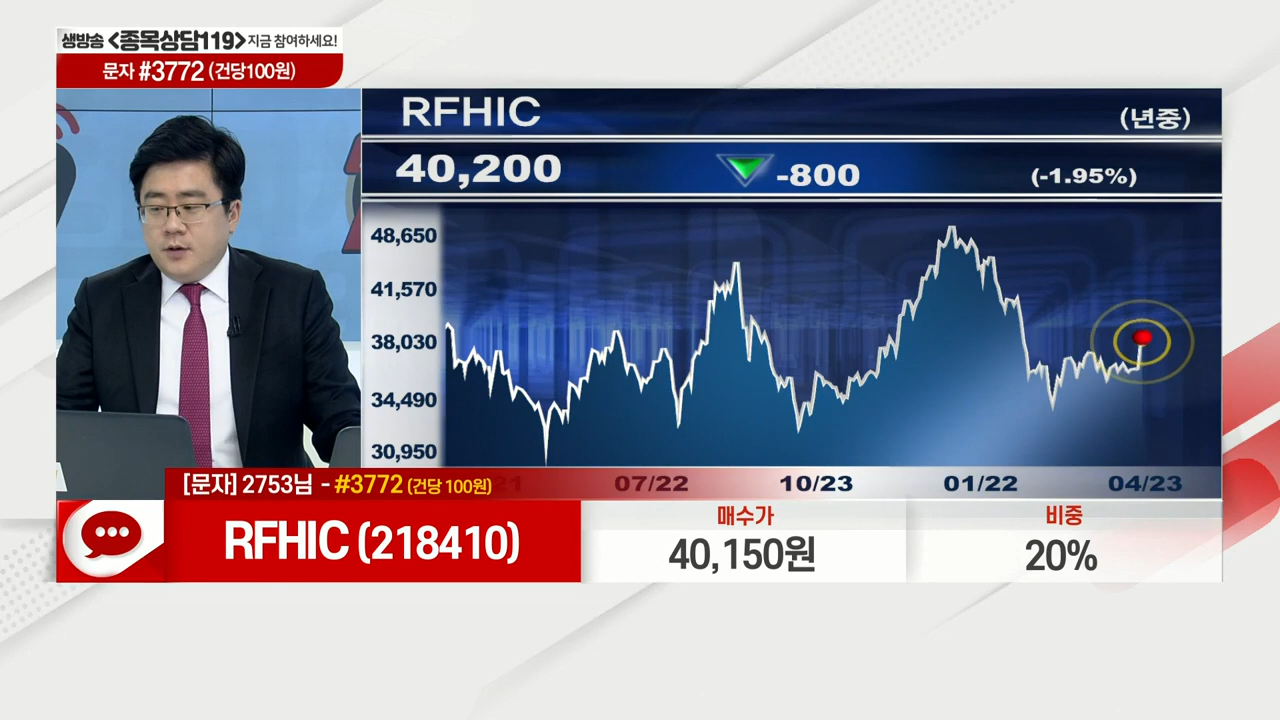 생방송 <종목상담119> 지금 참여하세요!
문자 #3772 (건당100원)
RFHIC
(년중)
40,200 -800 (-1.95%)
48,650
41,570
38,030
34,490
30,950
21 07/22 10/23 01/22 04/23
[문자] 2753님 - #3772 (건당 100원)
RFHIC (218410)
매수가
40,150원
비중
20%